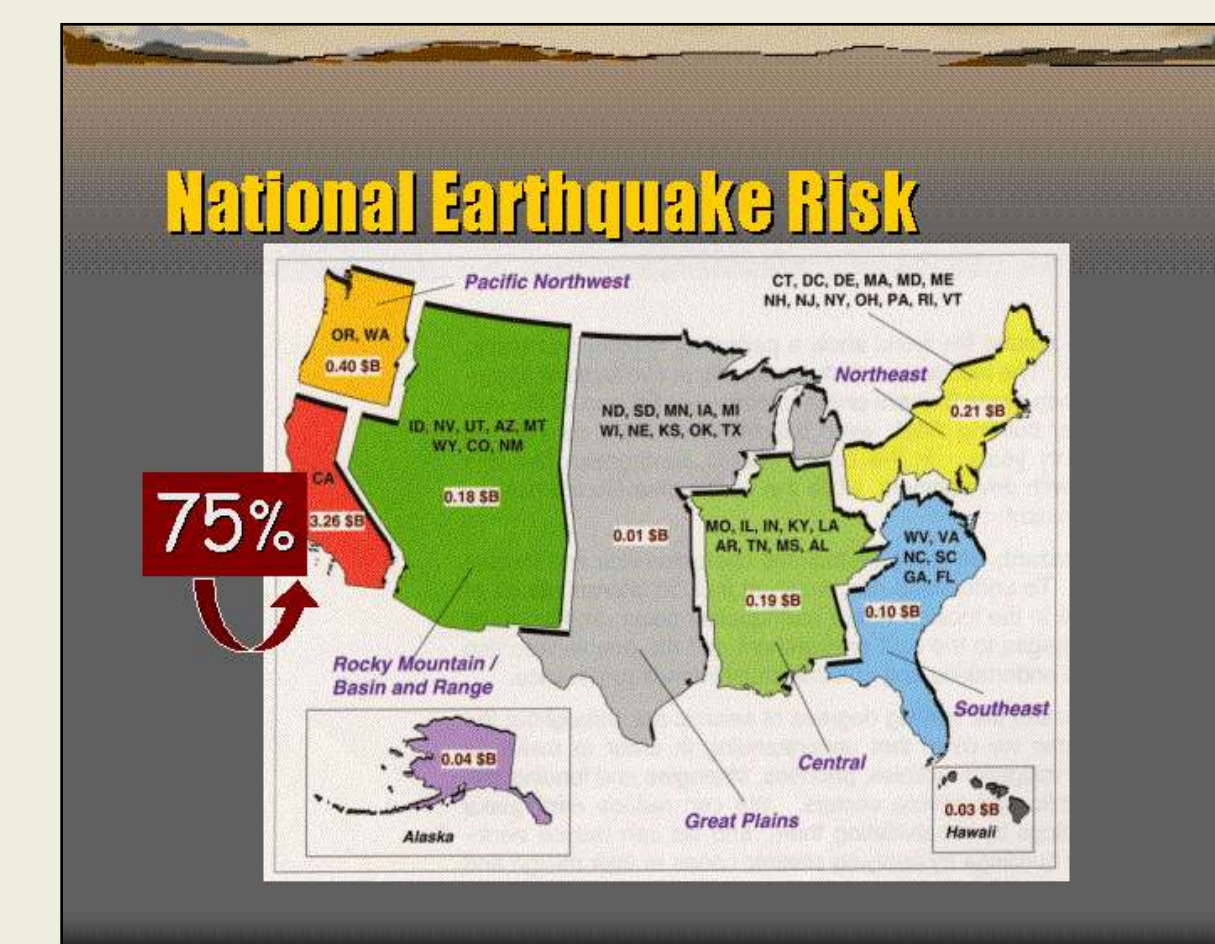 National Earthquake Risk
Pacific Northwest
CT, DC, DE, MA, MD, ME
NH, NJ, NY, OH, PA, RI, VT
OR, WA
0.40 $B
Northeast
0.21 $B
ID, NV, UT, AZ, MT
WY, CO, NM
0.18 $B
ND, SD, MN, IA, MI
WI, NE, KS, OK, TX
0.01 $B
CA
3.26 $B
75%
MO, IL, IN, KY, LA
AR, TN, MS, AL
0.19 $B
WV, VA
NC, SC
GA, FL
0.10 $B
Rocky Mountain /
Basin and Range
Southeast
Central
Great Plains
0.04 $B
Alaska
0.03 $B
Hawaii